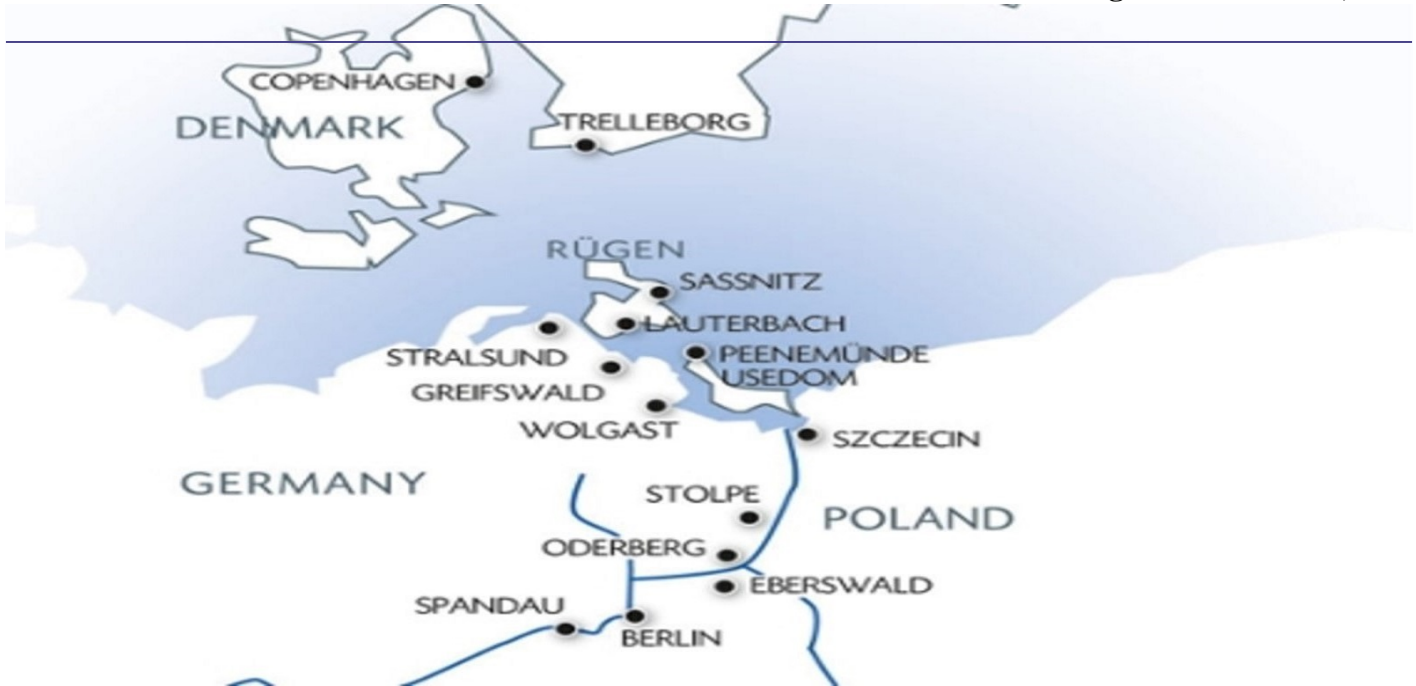 COPENHAGEN
DENMARK
TRELLEBORG
RÜGEN
SASSNITZ
LAUTERBACH
STRALSUND
PEENEMÜNDE
USEDOM
GREIFSWALD
WOLGAST
SZCZECIN
GERMANY
STOLPE
POLAND
ODERBERG
EBERSWALD
SPANDAU
BERLIN